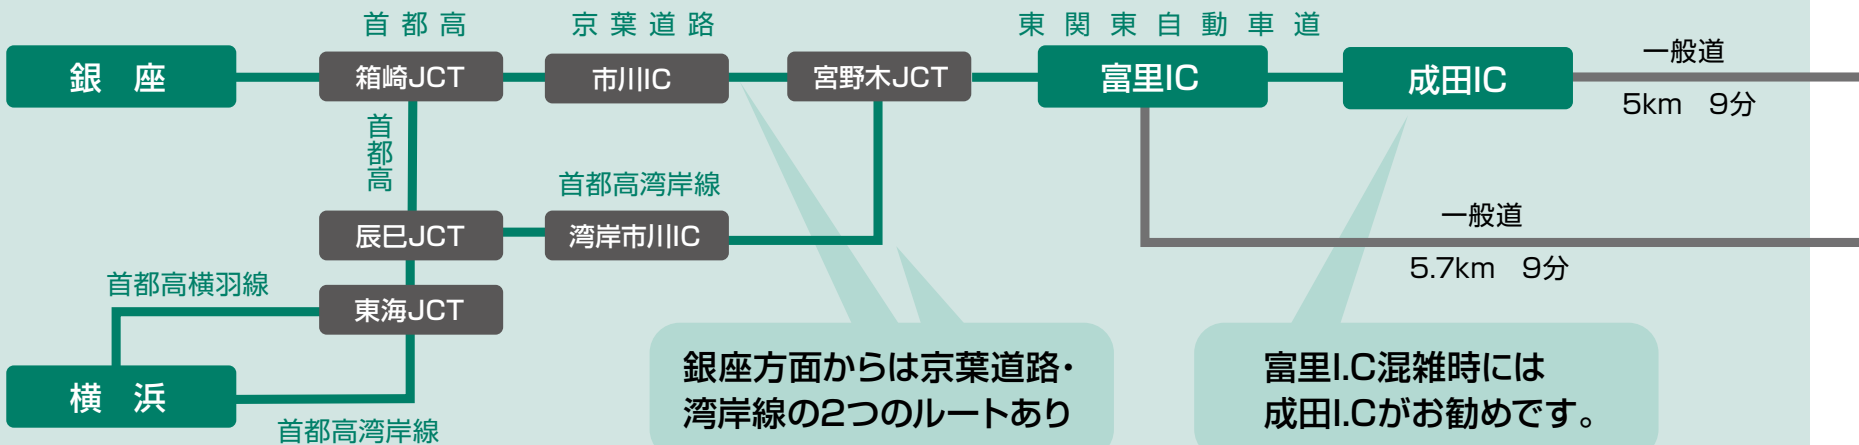 首都高
京葉道路
東関東自動車道
銀座
箱崎JCT
市川IC
宮野木JCT
富里IC
成田IC
一般道
5km 9分
首都高
首都高湾岸線
辰巳JCT
湾岸市川IC
一般道
5.7km 9分
首都高横羽線
東海JCT
横浜
首都高湾岸線
銀座方面からは京葉道路・
湾岸線の2つのルートあり
富里I.C混雑時には
成田I.Cがお勧めです。